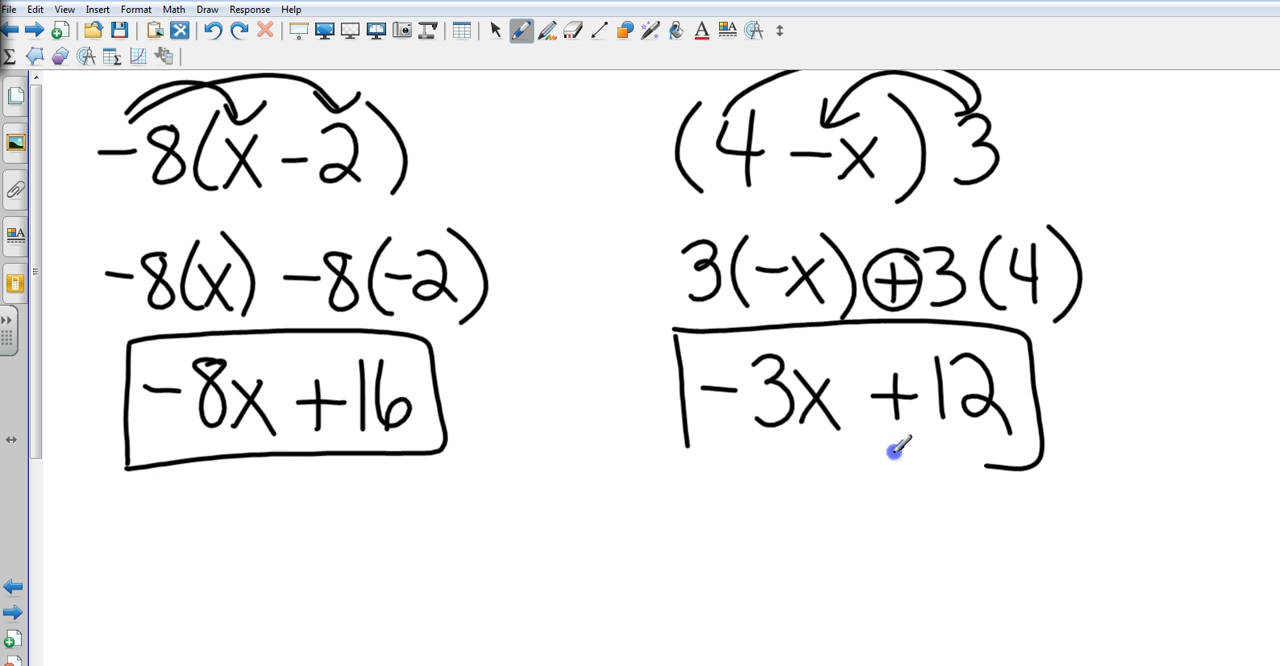 File Edit View Insert Format Math Draw Response Help
-8(x-2)
-8(x) -8(-2)
-8x +16
(4-x)3
3(-x)+3(4)
-3x +12